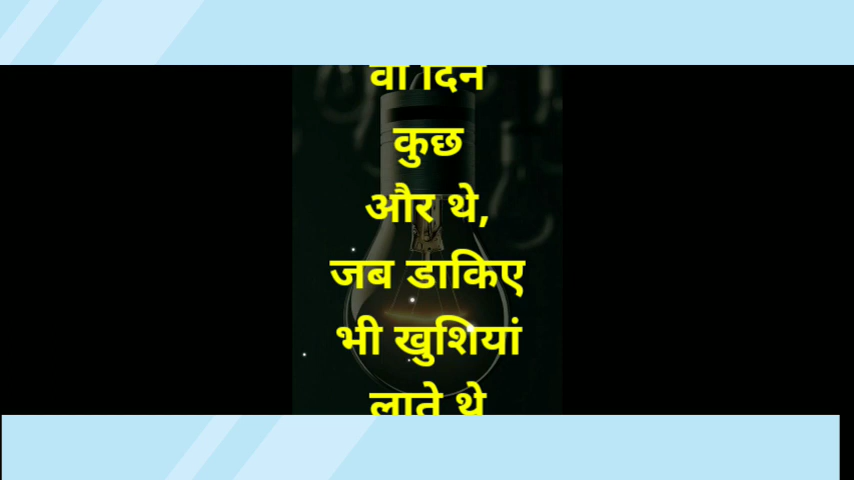 वो दिन
कुछ
और थे,
जब डाकिए
भी खुशियां
लाते थे